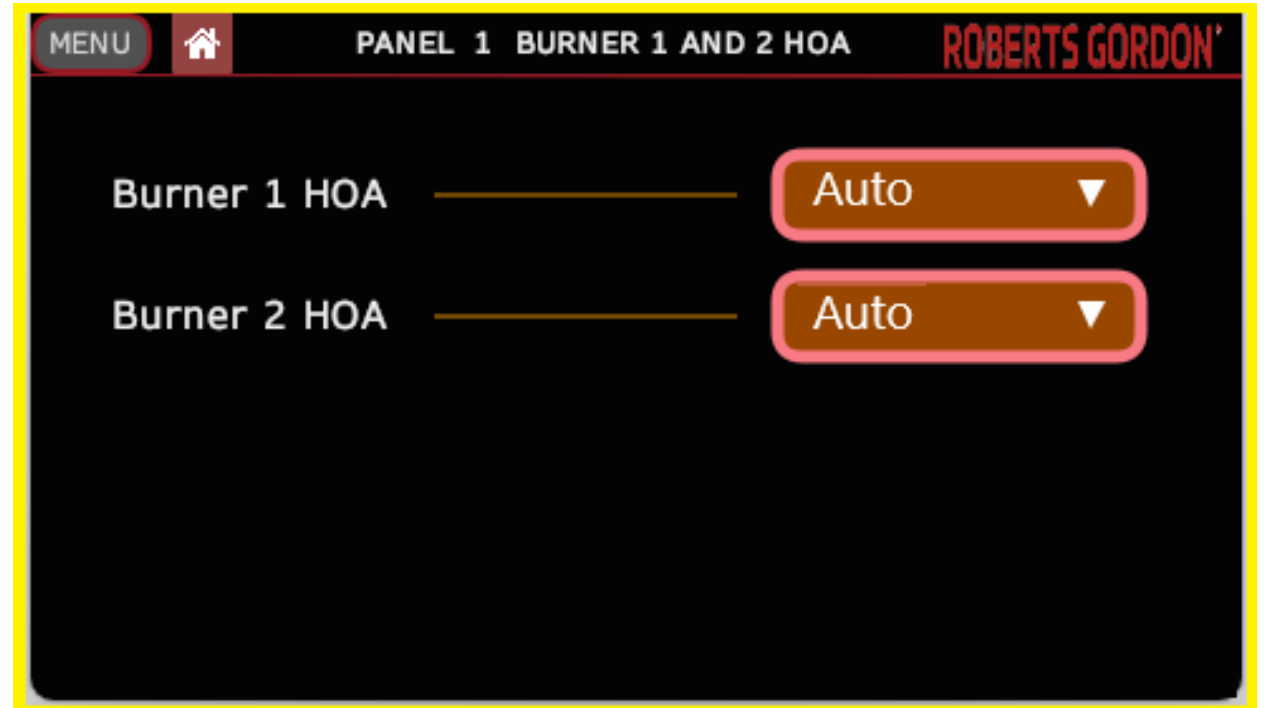 MENU PANEL 1 BURNER 1 AND 2 HOA ROBERTS GORDON'
Burner 1 HOA Auto ▼
Burner 2 HOA Auto ▼